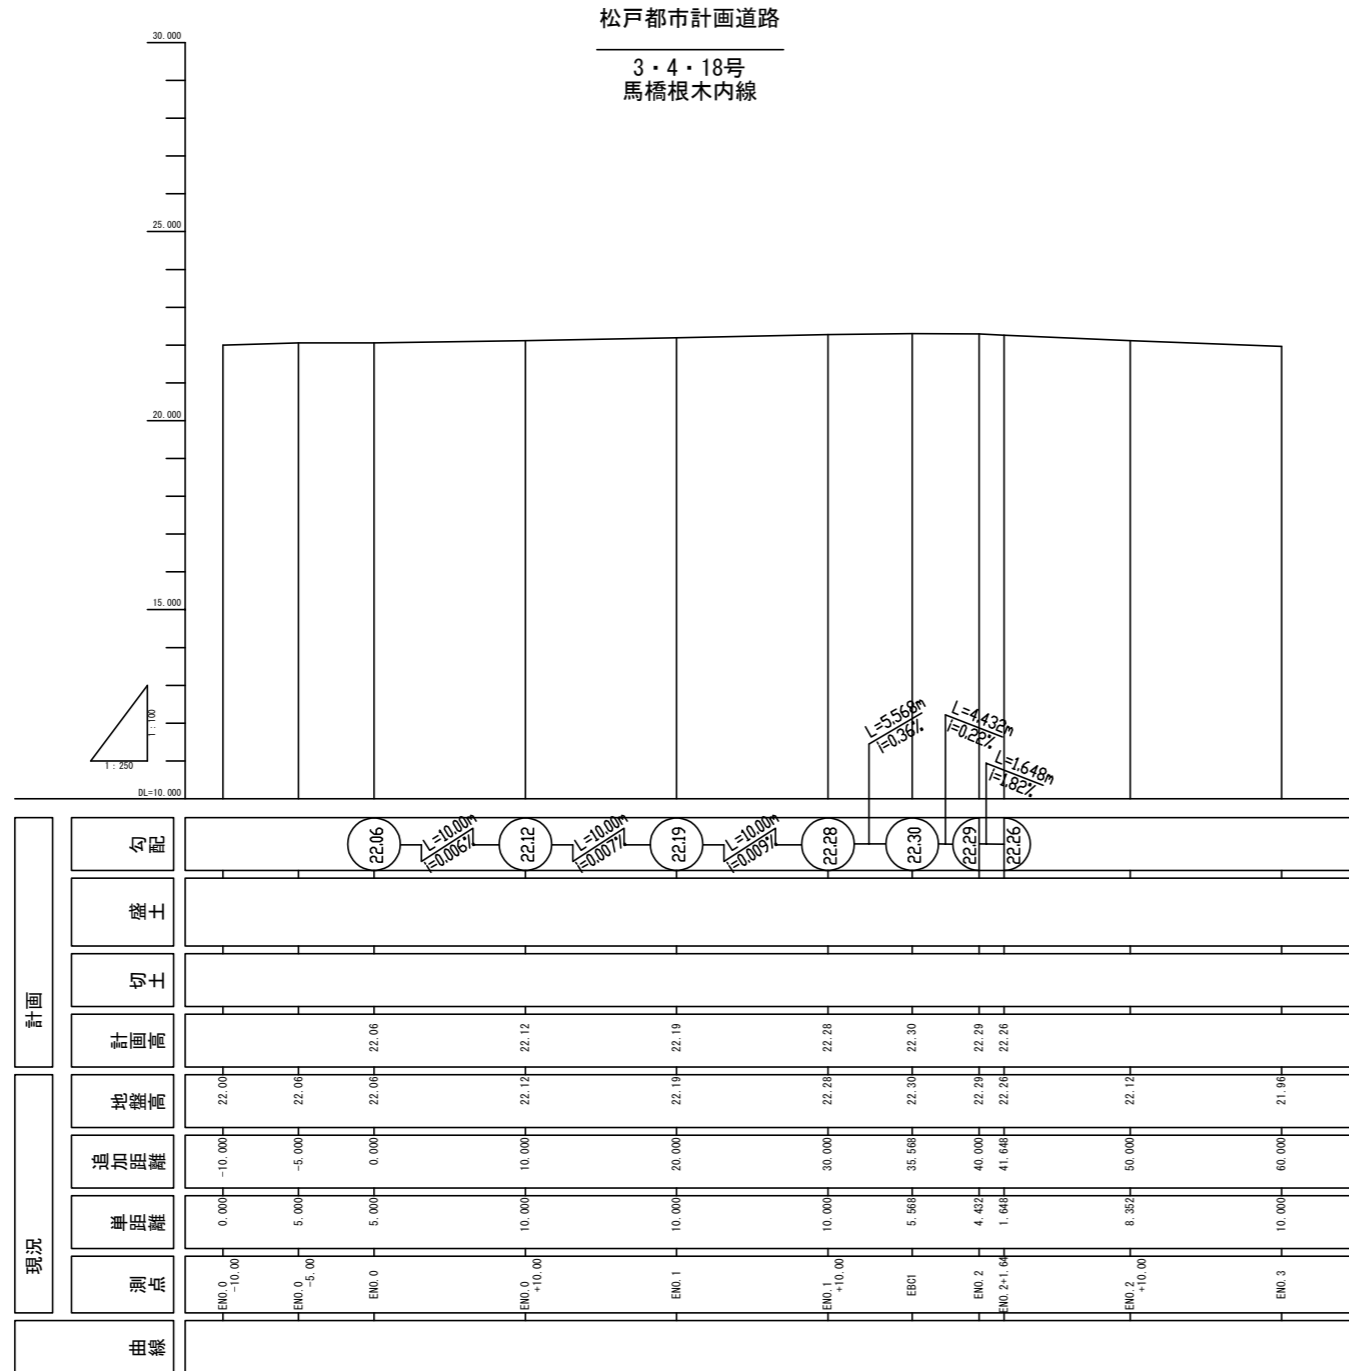 松戸都市計画道路
3・4・18号
馬橋根木内線
30.000
25.000
20.000
15.000
1:100
1:250
DL=10.000
L=5.568m
i=0.36%
L=4.432m
i=0.22%
L=1.648m
i=1.82%
計画
勾配
22.06
L=10.00m
i=0.006%
22.12
L=10.00m
i=0.007%
22.19
L=10.00m
i=0.009%
22.28
22.30
22.29
22.26
盛土
切土
計画高
22.06
22.12
22.19
22.28
22.30
22.29
22.26
現況
地盤高
22.00
22.06
22.06
22.12
22.19
22.28
22.30
22.29
22.26
22.12
21.96
追加距離
-10.000
-5.000
0.000
10.000
20.000
30.000
35.568
40.000
41.648
50.000
60.000
単距離
0.000
5.000
5.000
10.000
10.000
10.000
5.568
4.432
1.648
8.352
10.000
測点
ENO.0
-10.00
ENO.0
-5.00
ENO.0
ENO.0
+10.00
ENO.1
ENO.1
+10.00
EBC1
ENO.2
ENO.2+1.64
ENO.2
+10.00
ENO.3
曲線